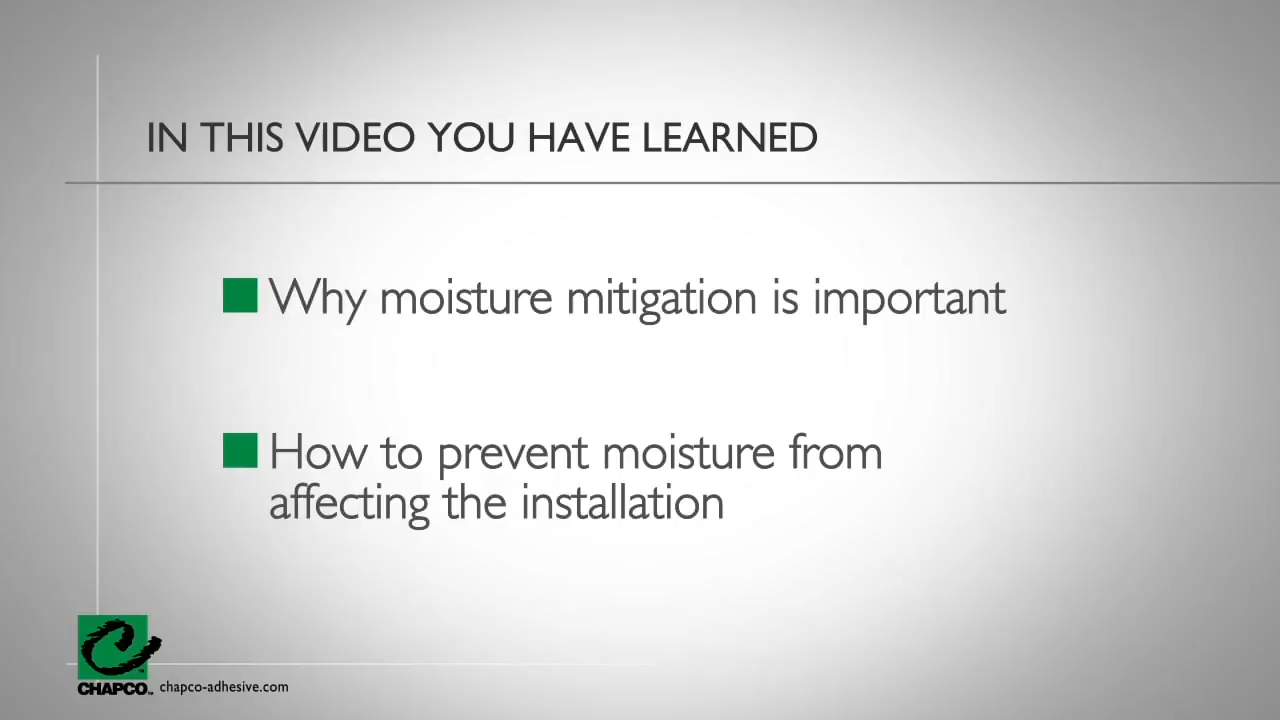 IN THIS VIDEO YOU HAVE LEARNED
Why moisture mitigation is important
How to prevent moisture from
affecting the installation
CHAPCO™ chapco-adhesive.com